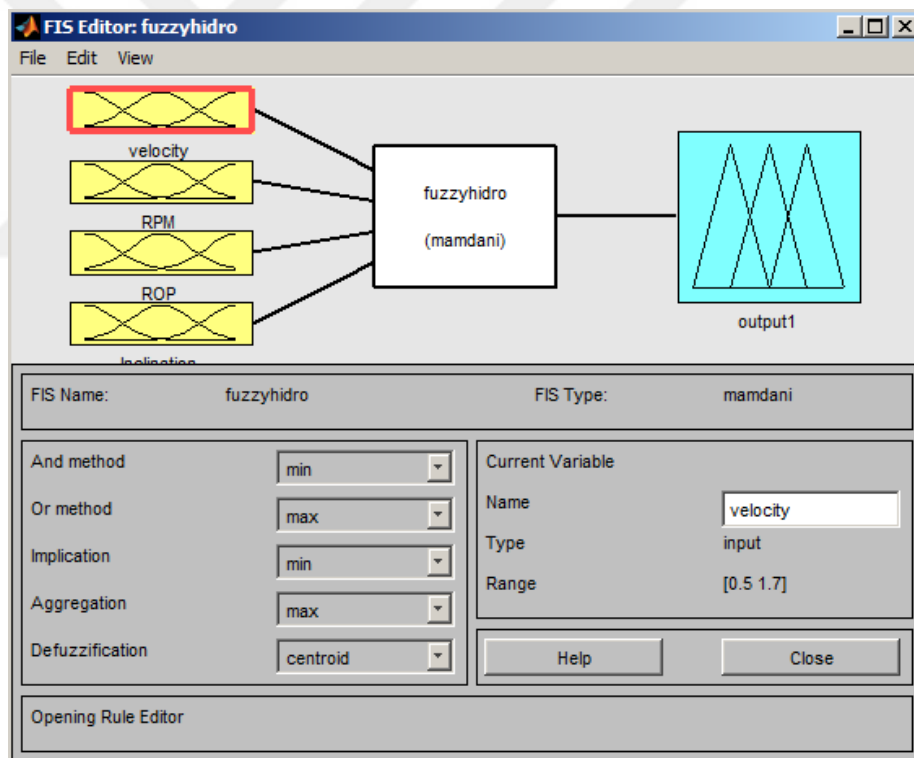 FIS Editor: fuzzyhidro
File Edit View
velocity
RPM
ROP
Inclination
fuzzyhidro
(mamdani)
output1
FIS Name: fuzzyhidro FIS Type: mamdani
And method min
Or method max
Implication min
Aggregation max
Defuzzification centroid
Current Variable
Name velocity
Type input
Range [0.5 1.7]
Help Close
Opening Rule Editor